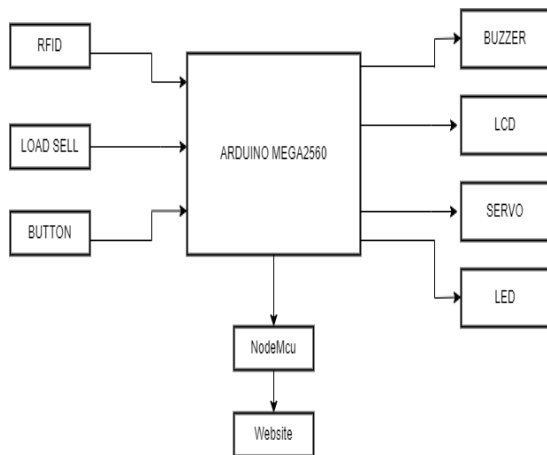 RFID
LOAD SELL
BUTTON
ARDUINO MEGA2560
BUZZER
LCD
SERVO
LED
NodeMcu
Website